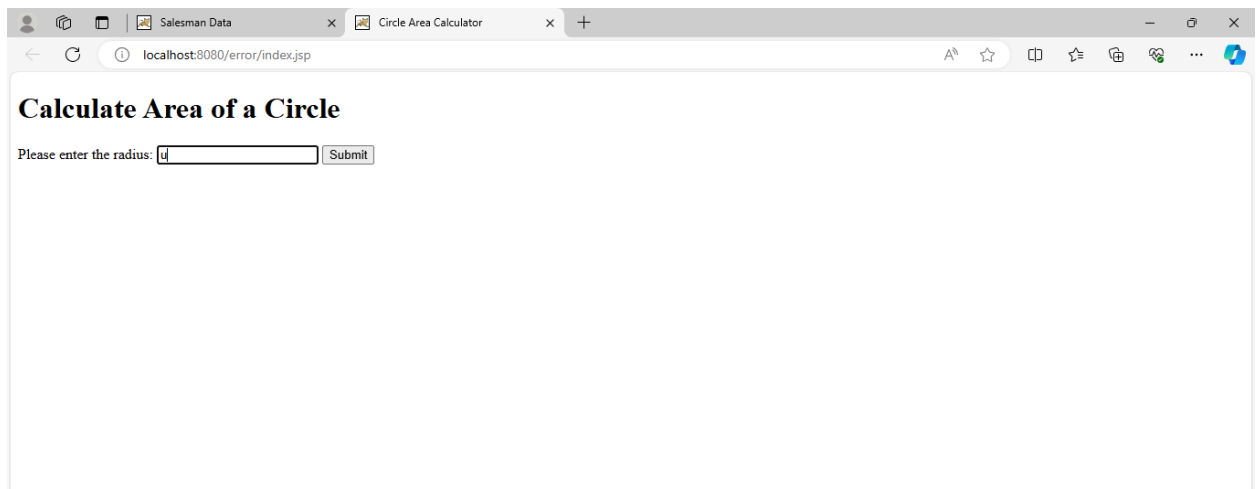 Salesman Data
Circle Area Calculator
localhost:8080/error/index.jsp
Calculate Area of a Circle
Please enter the radius: u Submit